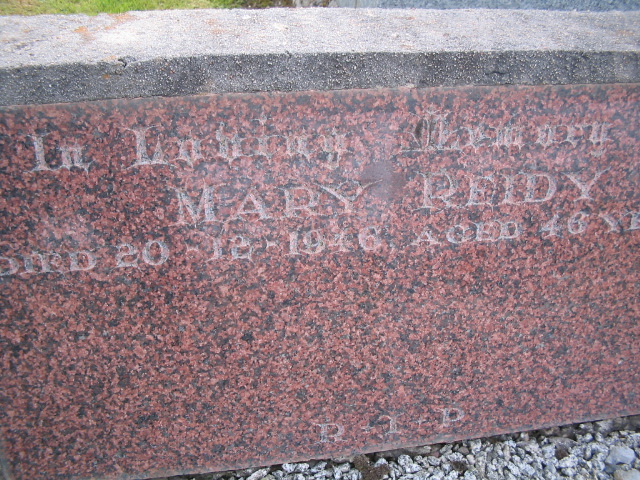 In Loving Memory
MARY REIDY
DIED 20-12-1946 AGED 46 YE
R.I.P